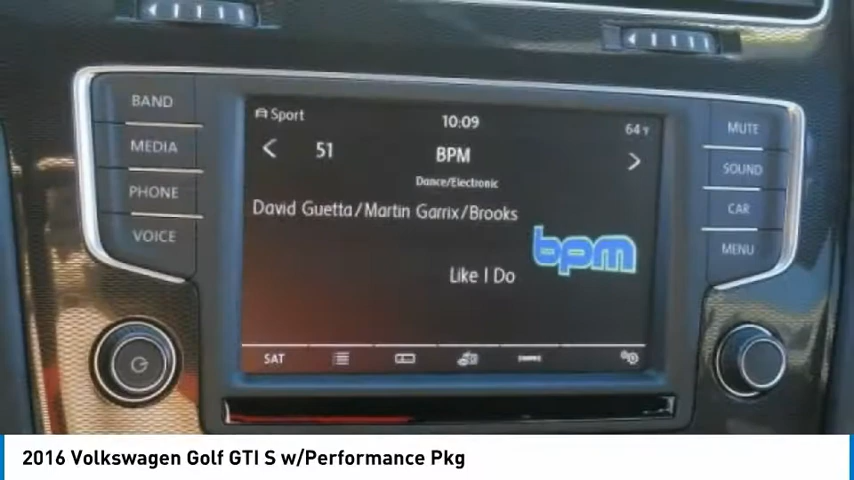 BAND
MEDIA
PHONE
VOICE
Sport
10:09
64°F
51
BPM
Dance/Electronic
David Guetta/Martin Garrix/Brooks
bpm
Like I Do
SAT
MUTE
SOUND
CAR
MENU
2016 Volkswagen Golf GTI S w/Performance Pkg